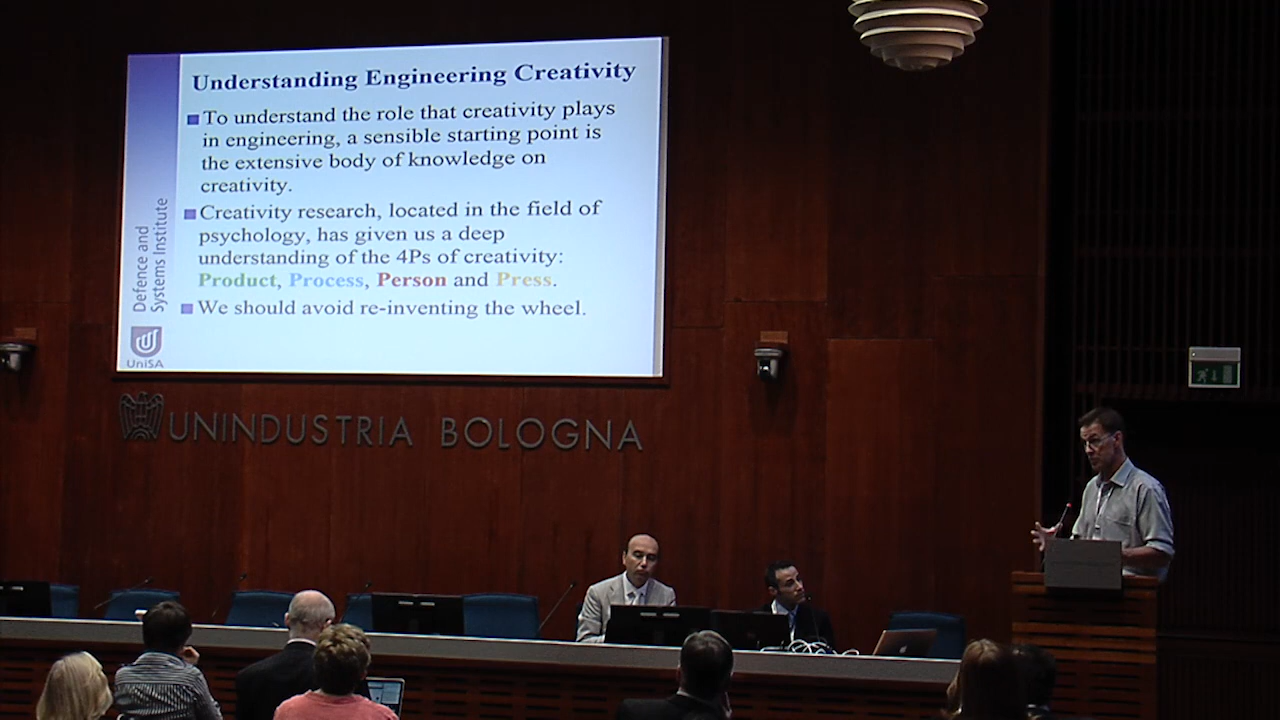 Understanding Engineering Creativity
To understand the role that creativity plays
in engineering, a sensible starting point is
the extensive body of knowledge on
creativity.
Creativity research, located in the field of
psychology, has given us a deep
understanding of the 4Ps of creativity:
Product, Process, Person and Press.
We should avoid re-inventing the wheel.
Defence and
Systems Institute
UniSA
UNINDUSTRIA BOLOGNA